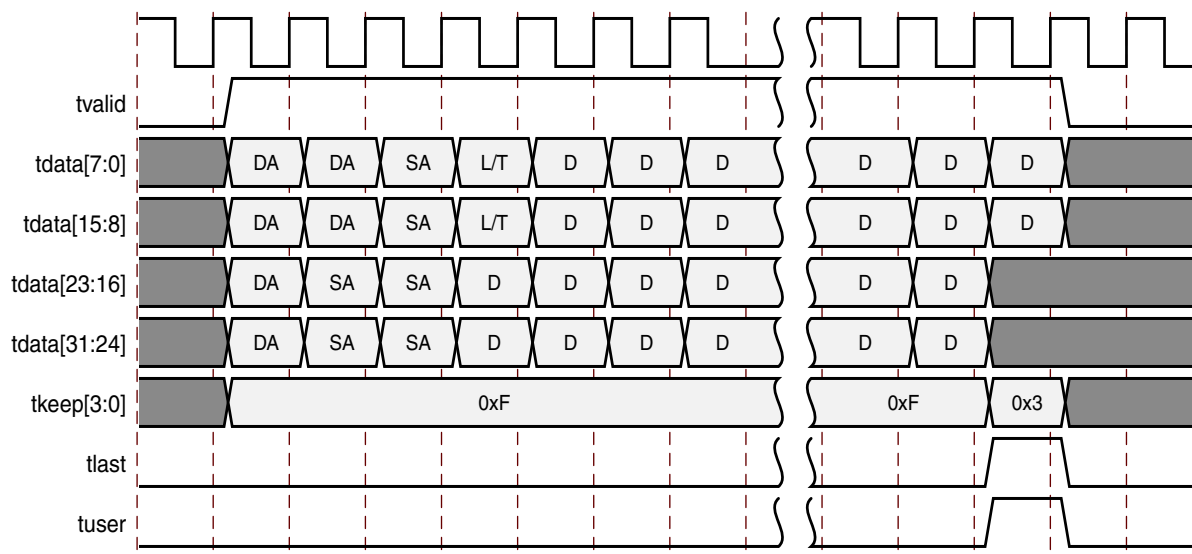 tvalid
tdata[7:0] DA DA SA L/T D D D D D D
tdata[15:8] DA DA SA L/T D D D D D D
tdata[23:16] DA SA SA D D D D D D
tdata[31:24] DA SA SA D D D D D D
tkeep[3:0] 0xF 0xF 0x3
tlast
tuser